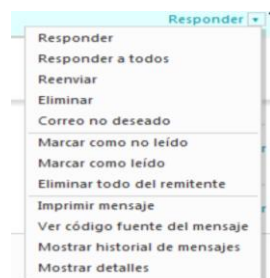 Responder
Responder
Responder a todos
Reenviar
Eliminar
Correo no deseado
Marcar como no leído
Marcar como leído
Eliminar todo del remitente
Imprimir mensaje
Ver código fuente del mensaje
Mostrar historial de mensajes
Mostrar detalles